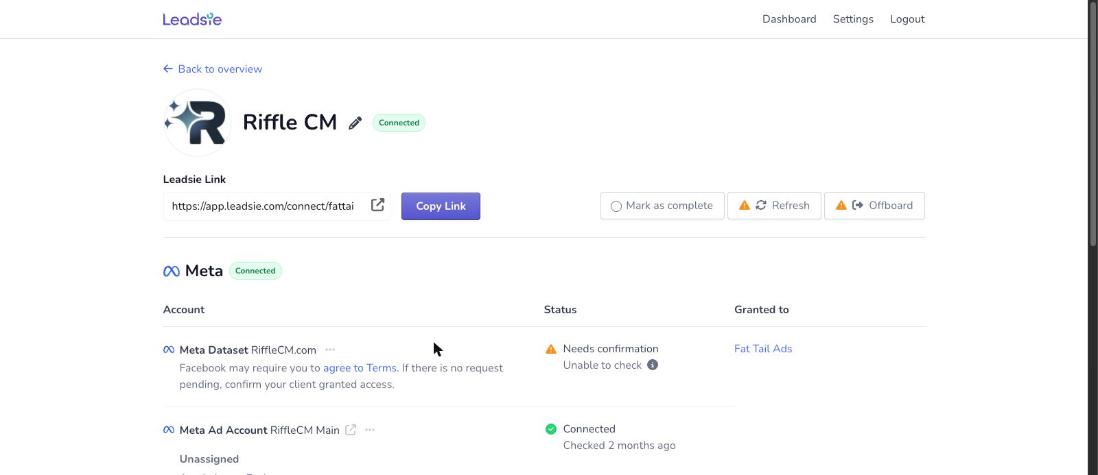 Leadsie
Dashboard Settings Logout
← Back to overview
Riffle CM Connected
Leadsie Link
https://app.leadsie.com/connect/fattai Copy Link Mark as complete Refresh Offboard
Meta Connected
Account Status Granted to
Meta Dataset RiffleCM.com ... Needs confirmation Fat Tail Ads
Facebook may require you to agree to Terms. If there is no request Unable to check
pending, confirm your client granted access.
Meta Ad Account RiffleCM Main ... Connected
Checked 2 months ago
Unassigned